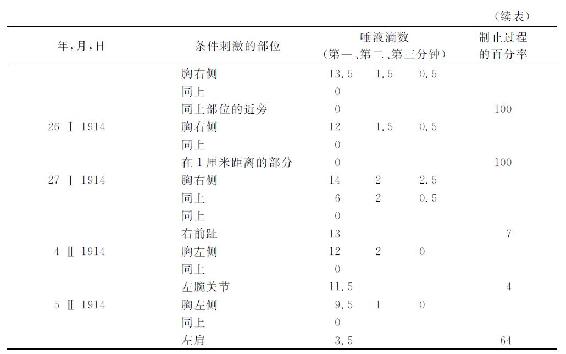 （续表）
年，月，日 条件刺激的部位 唾液滴数（第一、第二、第三分钟） 制止过程的百分率
胸右侧 13.5 1.5 0.5
同上 0
同上部位的近旁 0 100
26 Ⅰ 1914 胸右侧 12 1.5 0.5
同上 0
在1厘米距离的部分 0 100
27 Ⅰ 1914 胸右侧 14 2 2.5
同上 6 2 0.5
同上 0
右前趾 13 7
4 Ⅱ 1914 胸左侧 12 2 0
同上 0
左腕关节 11.5 4
5 Ⅱ 1914 胸左侧 9.5 1 0
同上 0
左肩 3.5 64